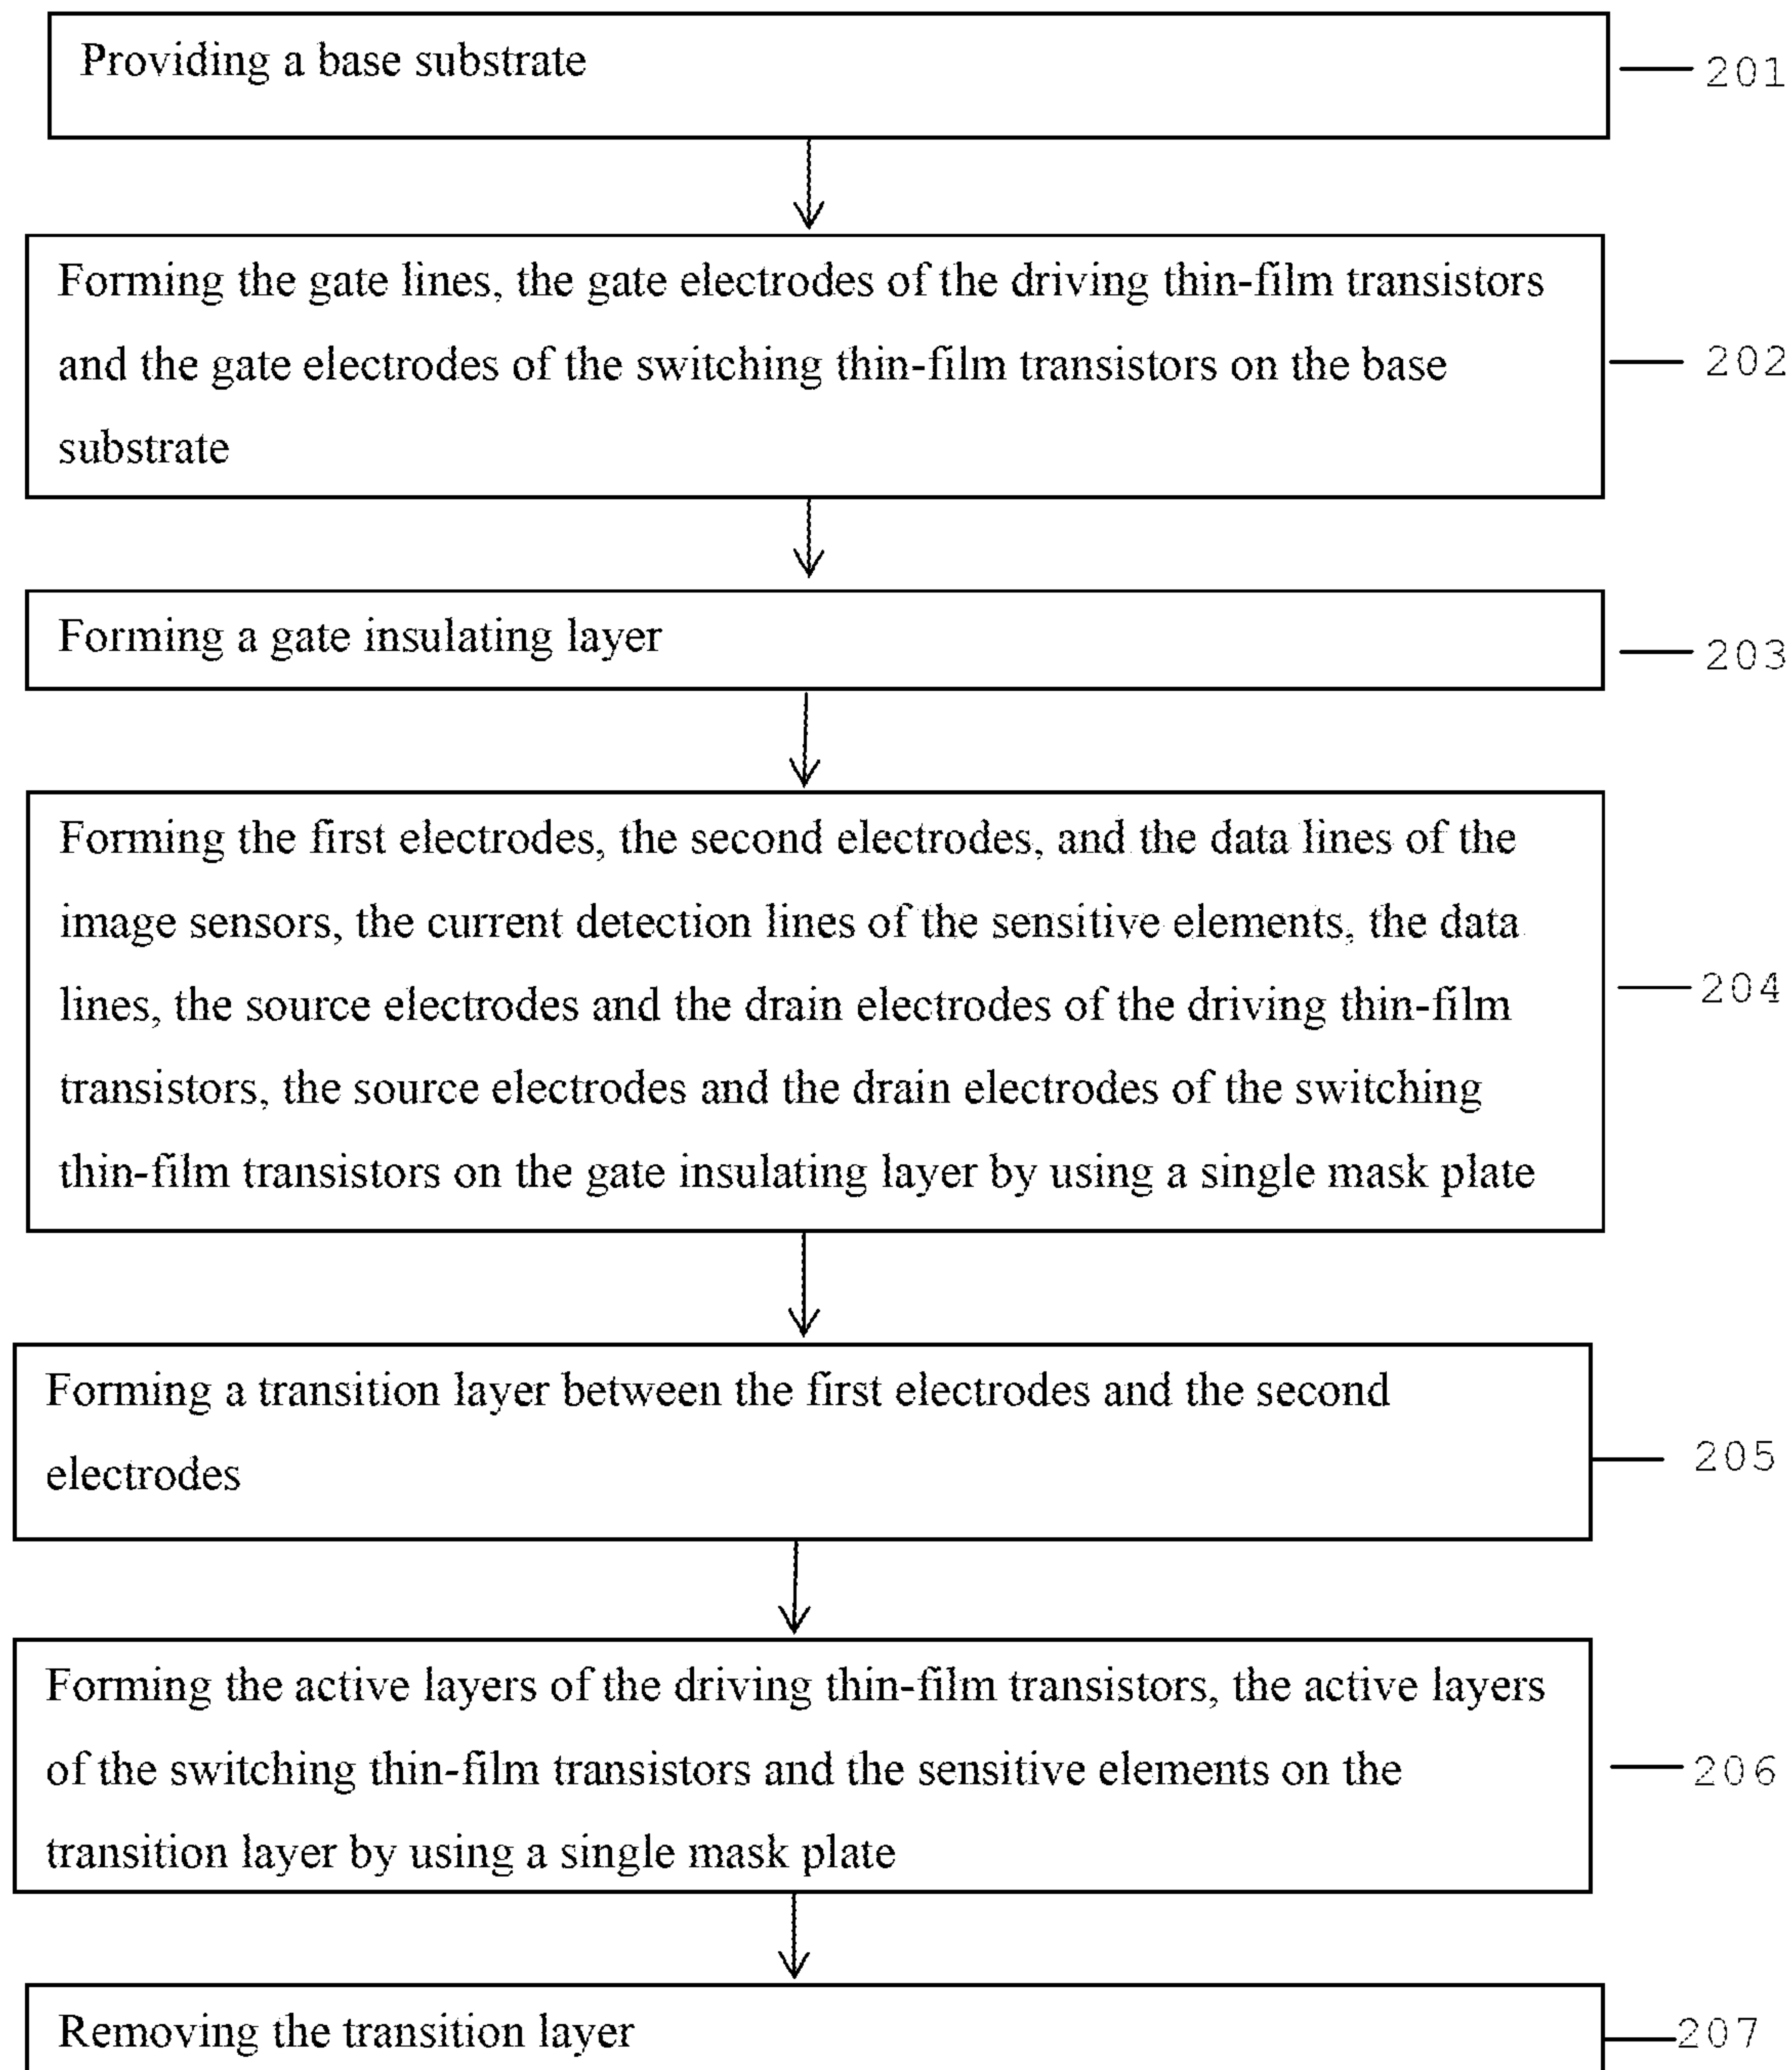 Providing a base substrate
201
Forming the gate lines, the gate electrodes of the driving thin-film transistors
and the gate electrodes of the switching thin-film transistors on the base
substrate
202
Forming a gate insulating layer
203
Forming the first electrodes, the second electrodes, and the data lines of the
image sensors, the current detection lines of the sensitive elements, the data
lines, the source electrodes and the drain electrodes of the driving thin-film
transistors, the source electrodes and the drain electrodes of the switching
thin-film transistors on the gate insulating layer by using a single mask plate
204
Forming a transition layer between the first electrodes and the second
electrodes
205
Forming the active layers of the driving thin-film transistors, the active layers
of the switching thin-film transistors and the sensitive elements on the
transition layer by using a single mask plate
206
Removing the transition layer
207